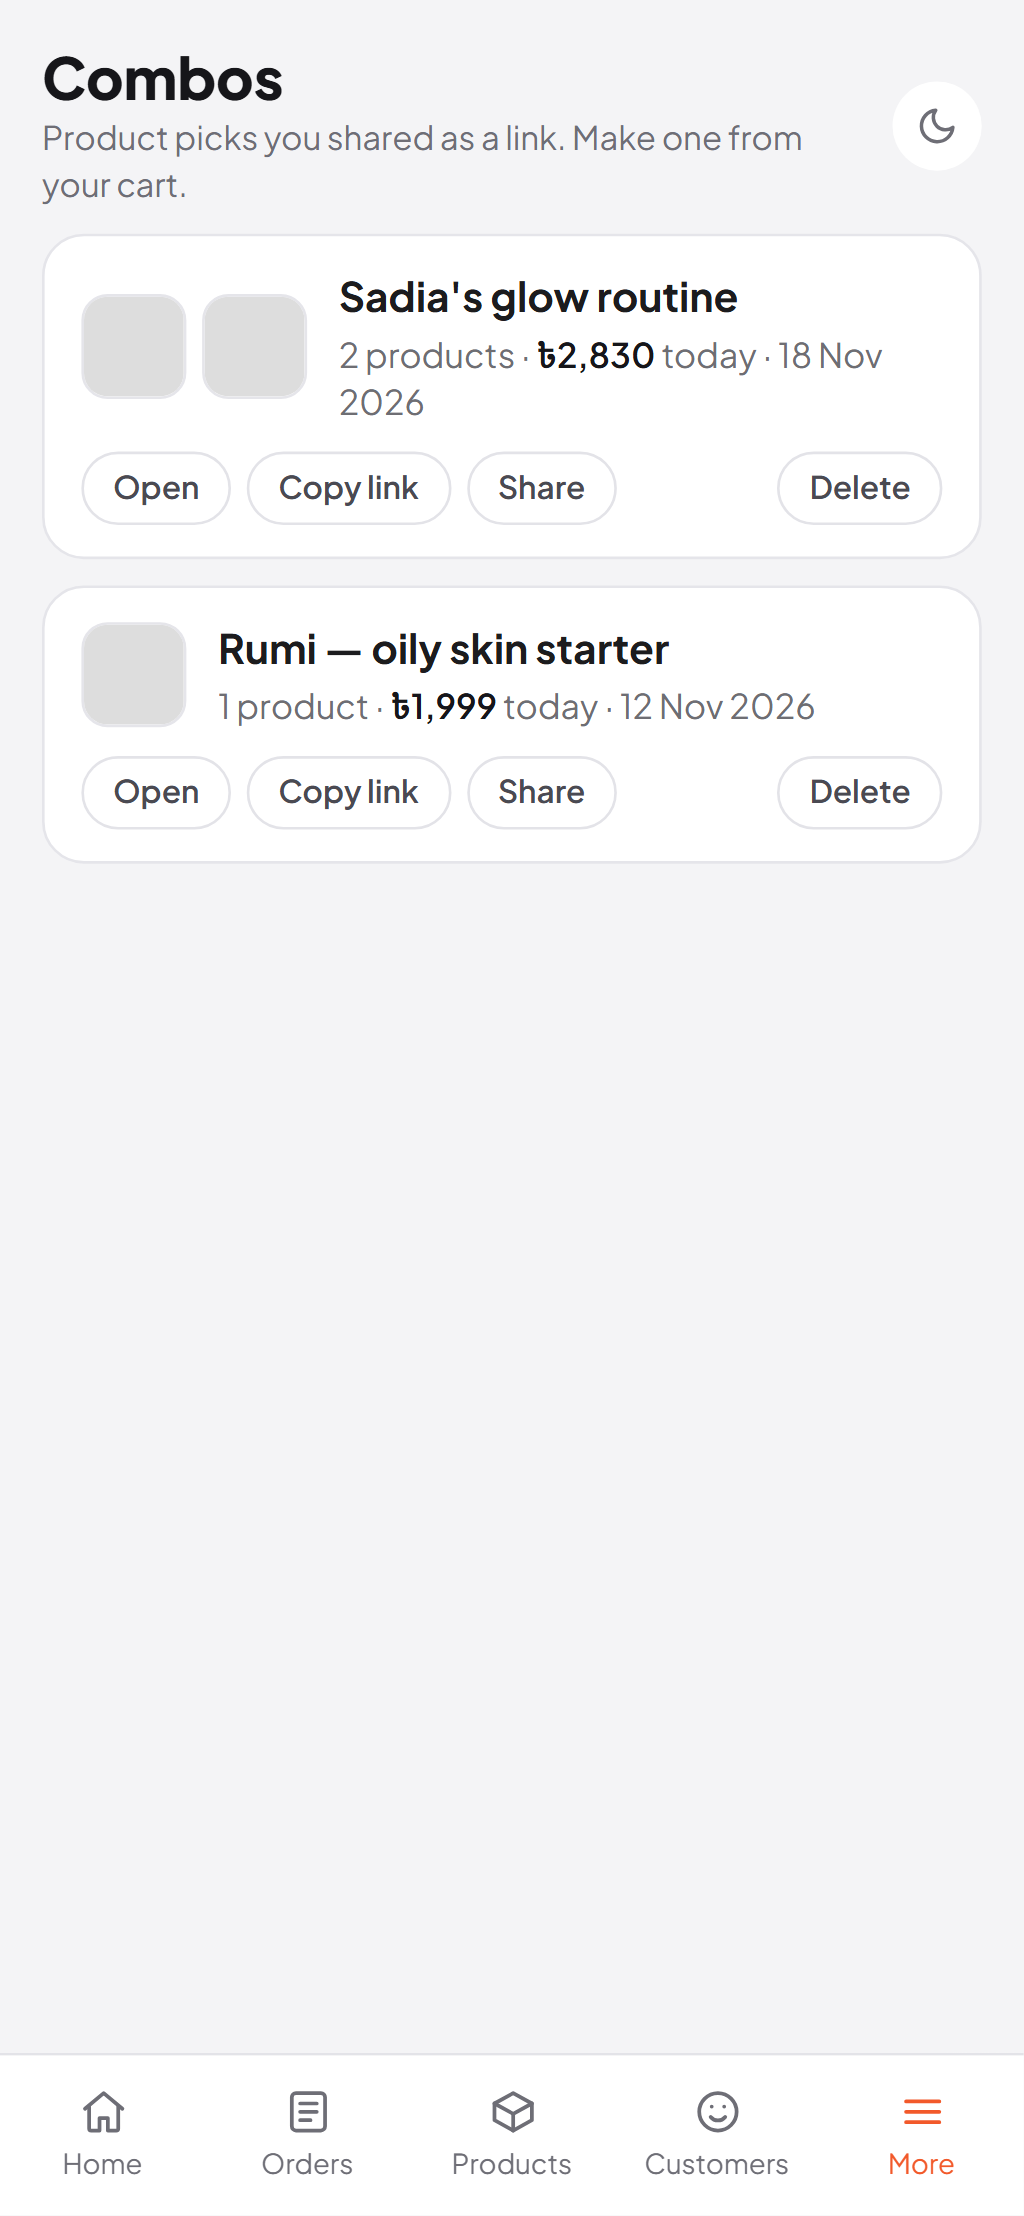 Combos
Product picks you shared as a link. Make one from
your cart.
Sadia's glow routine
2 products · ৳2,830 today · 18 Nov
2026
Open
Copy link
Share
Delete
Rumi — oily skin starter
1 product · ৳1,999 today · 12 Nov 2026
Open
Copy link
Share
Delete
Home
Orders
Products
Customers
More